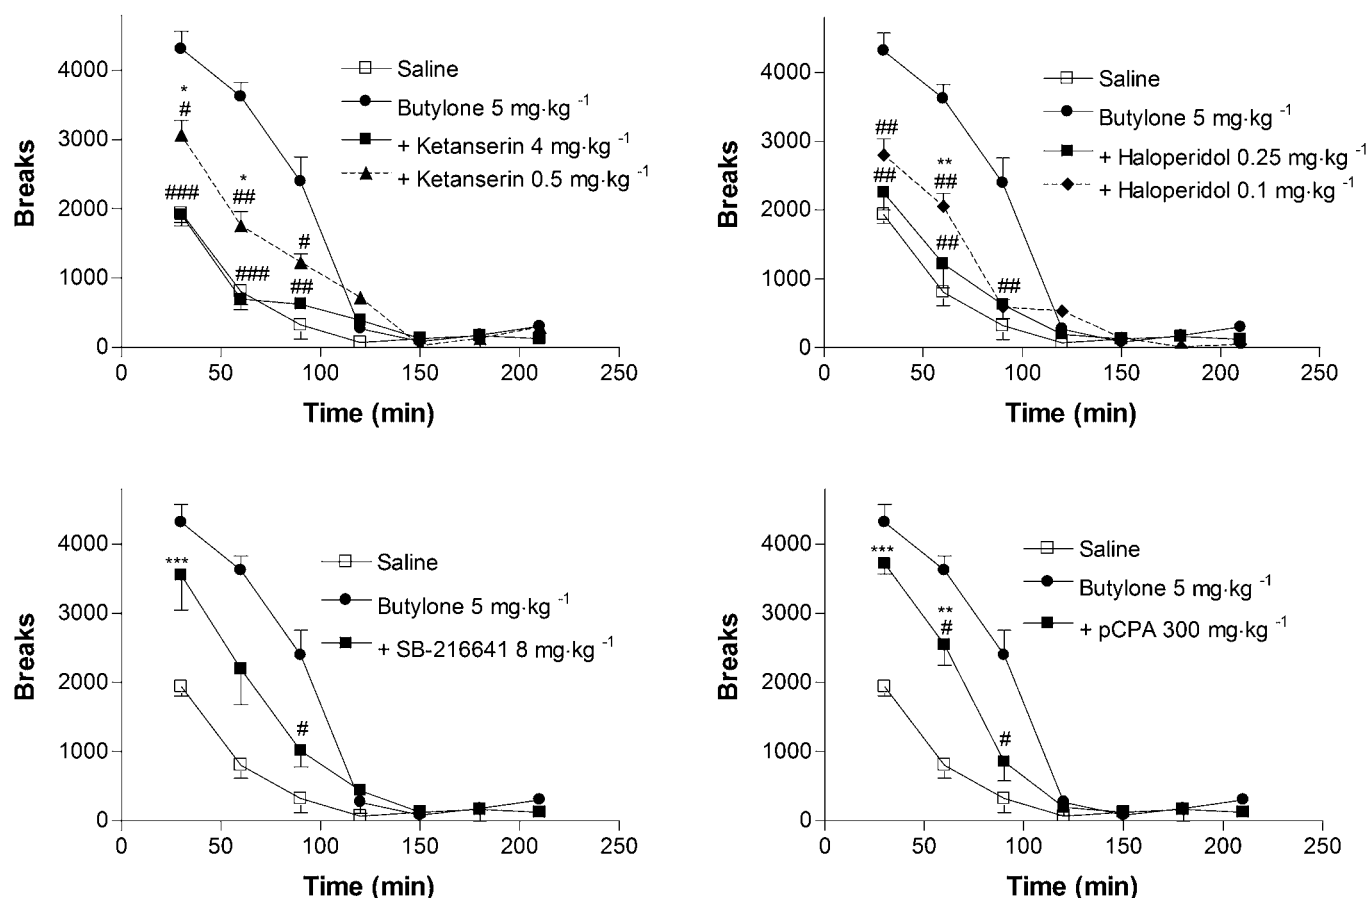 Breaks
4000
3000
2000
1000
0
*
#
###
*
##
###
#
##
Saline
Butylone 5 mg·kg ⁻¹
+ Ketanserin 4 mg·kg ⁻¹
+ Ketanserin 0.5 mg·kg ⁻¹
0 50 100 150 200 250
Time (min)
Breaks
4000
3000
2000
1000
0
##
##
**
##
##
##
Saline
Butylone 5 mg·kg ⁻¹
+ Haloperidol 0.25 mg·kg ⁻¹
+ Haloperidol 0.1 mg·kg ⁻¹
0 50 100 150 200 250
Time (min)
Breaks
4000
3000
2000
1000
0
***
#
Saline
Butylone 5 mg·kg ⁻¹
+ SB-216641 8 mg·kg ⁻¹
0 50 100 150 200 250
Time (min)
Breaks
4000
3000
2000
1000
0
***
**
#
#
Saline
Butylone 5 mg·kg ⁻¹
+ pCPA 300 mg·kg ⁻¹
0 50 100 150 200 250
Time (min)